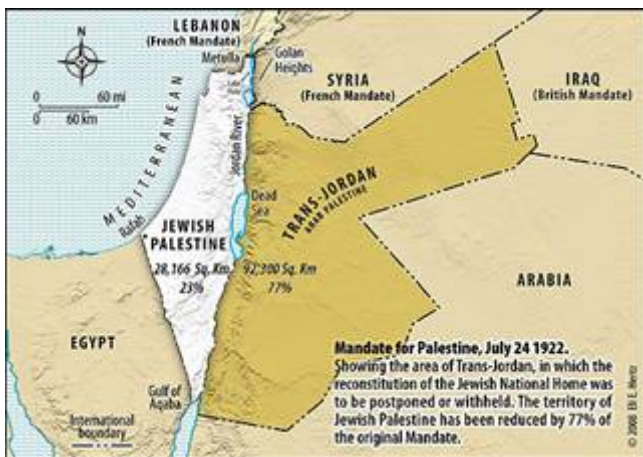 LEBANON
(French Mandate)
N
Metulla
Golan
Heights
SYRIA
(French Mandate)
IRAQ
(British Mandate)
0 60 mi
0 60 km
MEDITERRANEAN
Jordan River
TRANS-JORDAN
ARAB PALESTINE
Rafah
Dead
Sea
JEWISH
PALESTINE
28,166 Sq. Km.
23%
92,300 Sq. Km
77%
ARABIA
EGYPT
Gulf of
Aqaba
International
boundary
Mandate for Palestine, July 24 1922.
Showing the area of Trans-Jordan, in which the
reconstitution of the Jewish National Home was
to be postponed or withheld. The territory of
Jewish Palestine has been reduced by 77% of
the original Mandate.